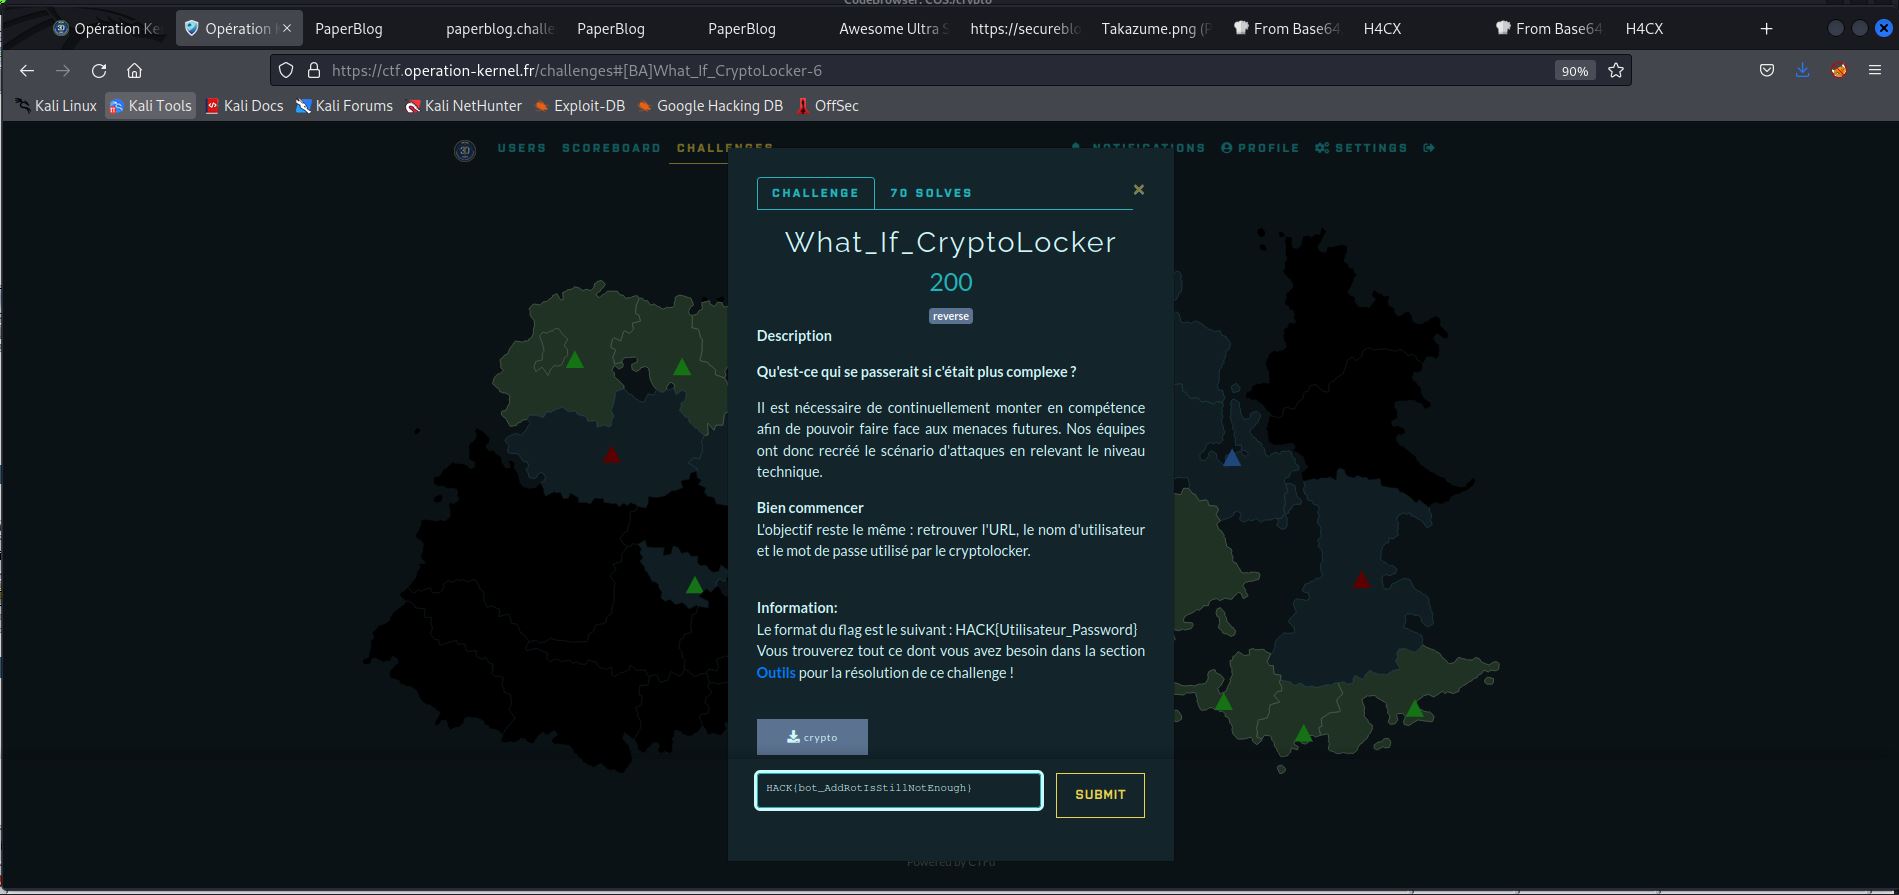 CodeBrowser: COS:/crypto
Opération Ke
Opération
PaperBlog
paperblog.challe
PaperBlog
PaperBlog
Awesome Ultra S
https://secureblo
Takazume.png (P
From Base64
H4CX
From Base64
H4CX
https://ctf.operation-kernel.fr/challenges#[BA]What_If_CryptoLocker-6
90%
Kali Linux
Kali Tools
Kali Docs
Kali Forums
Kali NetHunter
Exploit-DB
Google Hacking DB
OffSec
USERS
SCOREBOARD
CHALLENGES
NOTIFICATIONS
PROFILE
SETTINGS
CHALLENGE
70 SOLVES
What_If_CryptoLocker
200
reverse
Description
Qu'est-ce qui se passerait si c'était plus complexe ?
Il est nécessaire de continuellement monter en compétence
afin de pouvoir faire face aux menaces futures. Nos équipes
ont donc recréé le scénario d'attaques en relevant le niveau
technique.
Bien commencer
L'objectif reste le même : retrouver l'URL, le nom d'utilisateur
et le mot de passe utilisé par le cryptolocker.
Information:
Le format du flag est le suivant : HACK{Utilisateur_Password}
Vous trouverez tout ce dont vous avez besoin dans la section
Outils pour la résolution de ce challenge !
crypto
HACK{bot_AddRotIsStillNotEnough}
SUBMIT
Powered by CTFd